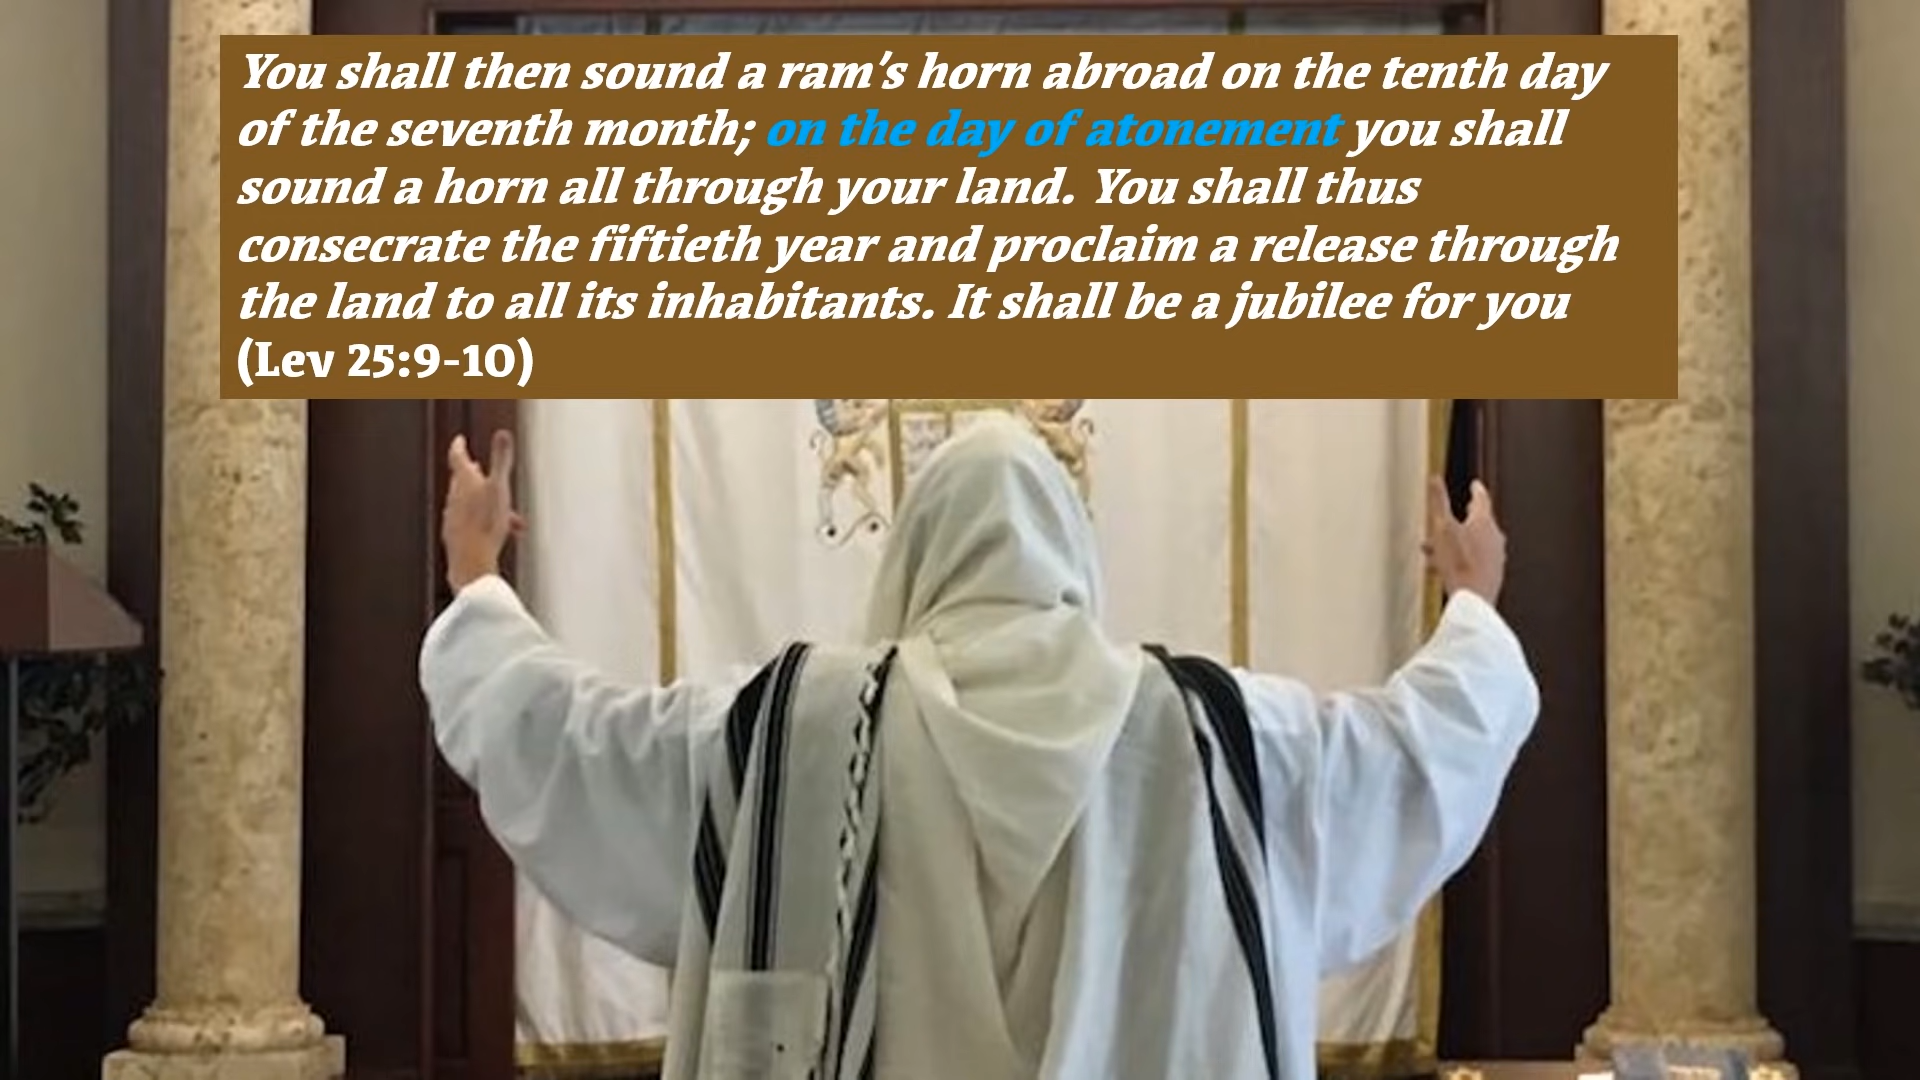 You shall then sound a ram's horn abroad on the tenth day
of the seventh month; on the day of atonement you shall
sound a horn all through your land. You shall thus
consecrate the fiftieth year and proclaim a release through
the land to all its inhabitants. It shall be a jubilee for you
(Lev 25:9-10)